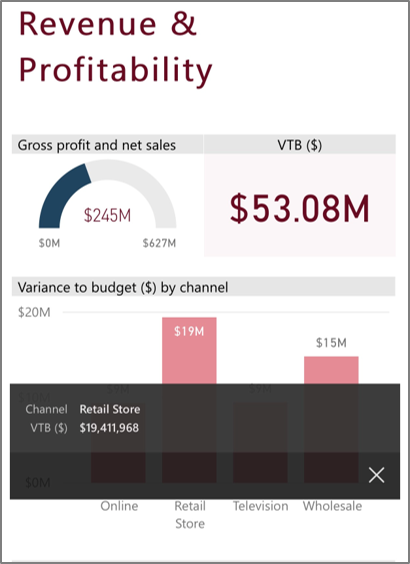 Revenue &
Profitability
Gross profit and net sales
$245M
$0M
$627M
VTB ($)
$53.08M
Variance to budget ($) by channel
$20M
$19M
$15M
Channel Retail Store
VTB ($) $19,411,968
$0M
Online
Retail
Store
Television
Wholesale